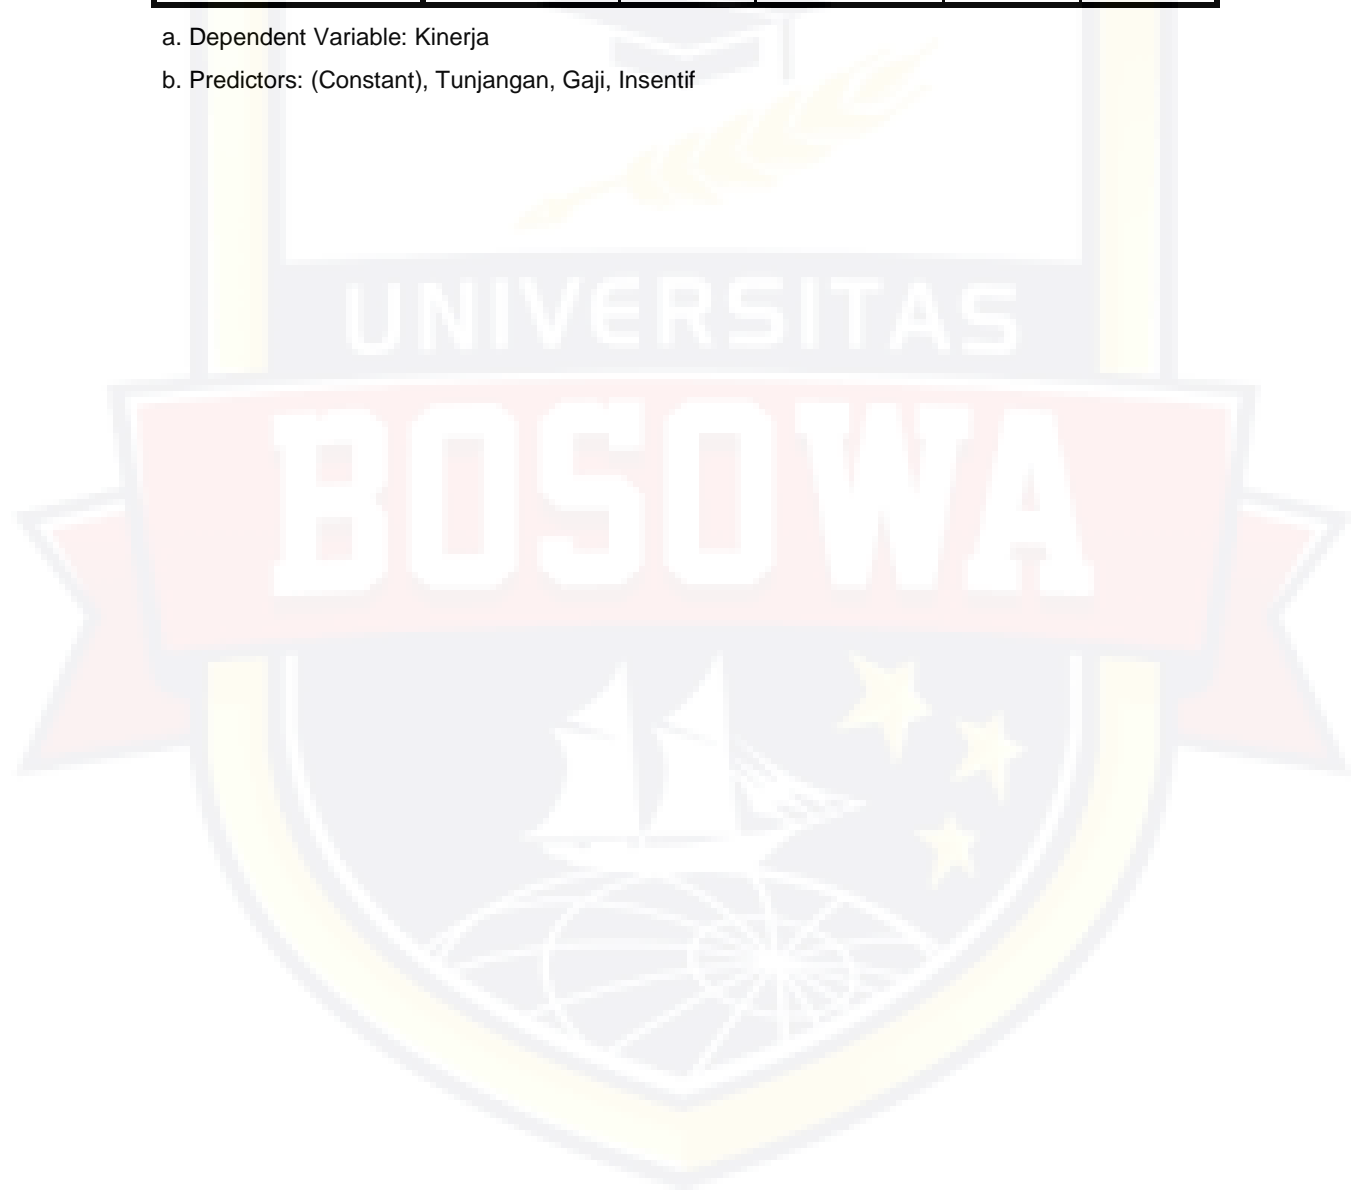 a. Dependent Variable: Kinerja
b. Predictors: (Constant), Tunjangan, Gaji, Insentif
UNIVERSITAS
BOSOWA